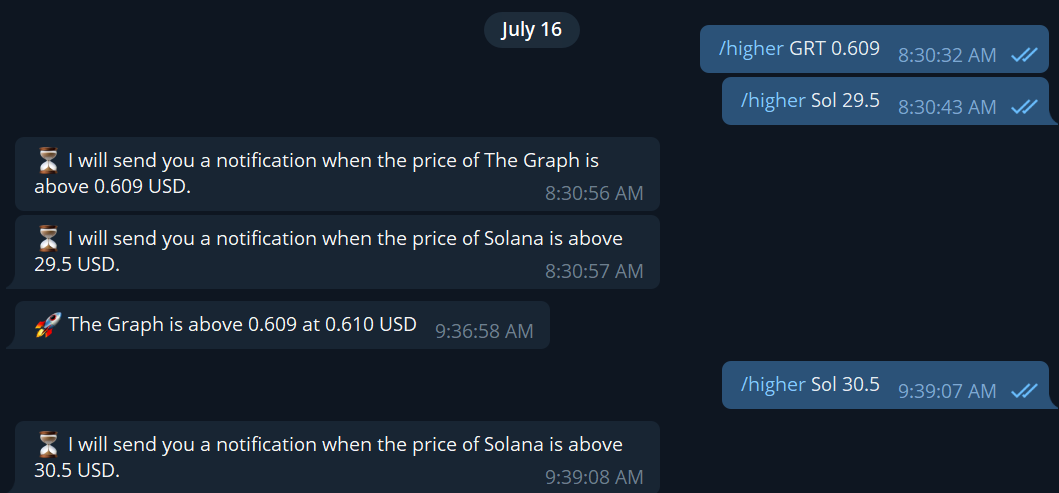 July 16
/higher GRT 0.609 8:30:32 AM
/higher Sol 29.5 8:30:43 AM
I will send you a notification when the price of The Graph is
above 0.609 USD. 8:30:56 AM
I will send you a notification when the price of Solana is above
29.5 USD. 8:30:57 AM
The Graph is above 0.609 at 0.610 USD 9:36:58 AM
/higher Sol 30.5 9:39:07 AM
I will send you a notification when the price of Solana is above
30.5 USD. 9:39:08 AM